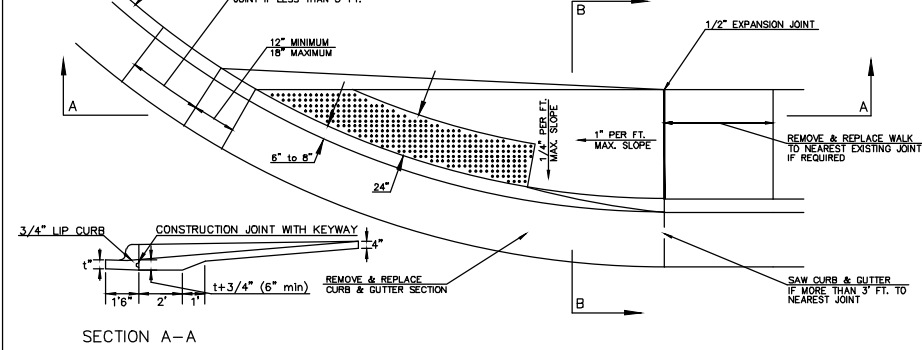 JOINT IF LESS THAN 5 FT.
B
1/2" EXPANSION JOINT
12" MINIMUM
18" MAXIMUM
A
A
1/4" PER FT.
MAX. SLOPE
1" PER FT.
MAX. SLOPE
REMOVE & REPLACE WALK
TO NEAREST EXISTING JOINT
IF REQUIRED
6" to 8"
24"
3/4" LIP CURB
CONSTRUCTION JOINT WITH KEYWAY
4"
t"
t+3/4" (6" min)
1'6"
2'
1'
REMOVE & REPLACE
CURB & GUTTER SECTION
SAW CURB & GUTTER
IF MORE THAN 3' FT. TO
NEAREST JOINT
B
SECTION A-A